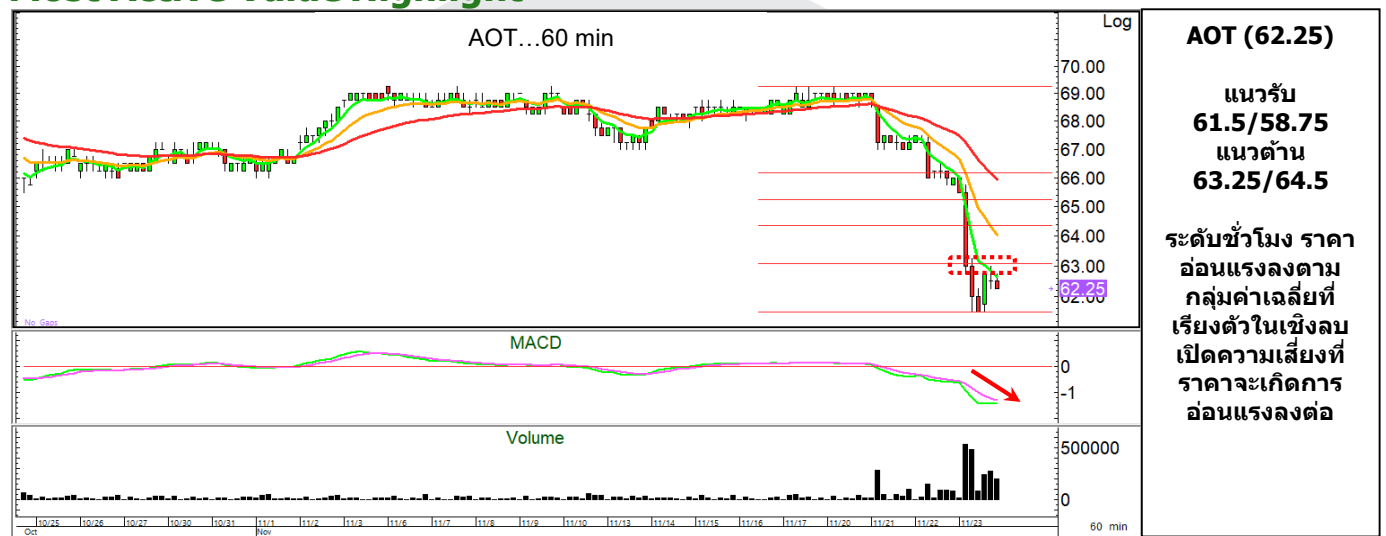 Most Active Value Highlight
AOT...60 min
Log
70.00
69.00
68.00
67.00
66.00
65.00
64.00
63.00
62.25
62.00
No Gaps
MACD
0
-1
Volume
500000
0
10/25 10/26 10/27 10/30 10/31 11/1 11/2 11/3 11/6 11/7 11/8 11/9 11/10 11/13 11/14 11/15 11/16 11/17 11/20 11/21 11/22 11/23
Oct Nov
60 min
AOT (62.25)
แนวรับ
61.5/58.75
แนวต้าน
63.25/64.5
ระดับชั่วโมง ราคา
อ่อนแรงลงตาม
กลุ่มค่าเฉลี่ยที่
เรียงตัวในเชิงลบ
เปิดความเสี่ยงที่
ราคาจะเกิดการ
อ่อนแรงลงต่อ